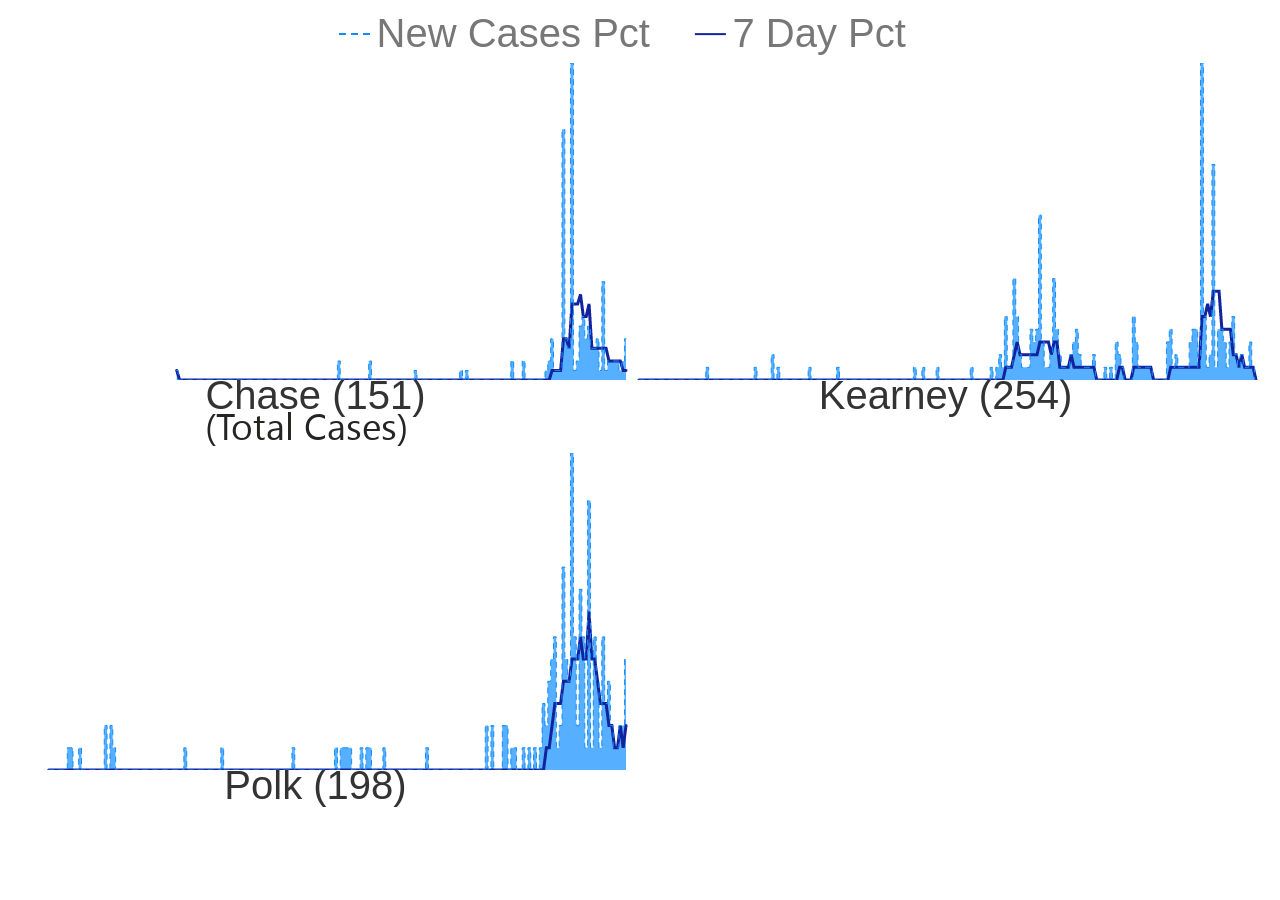 New Cases Pct 7 Day Pct
Chase (151)
(Total Cases)
Kearney (254)
Polk (198)